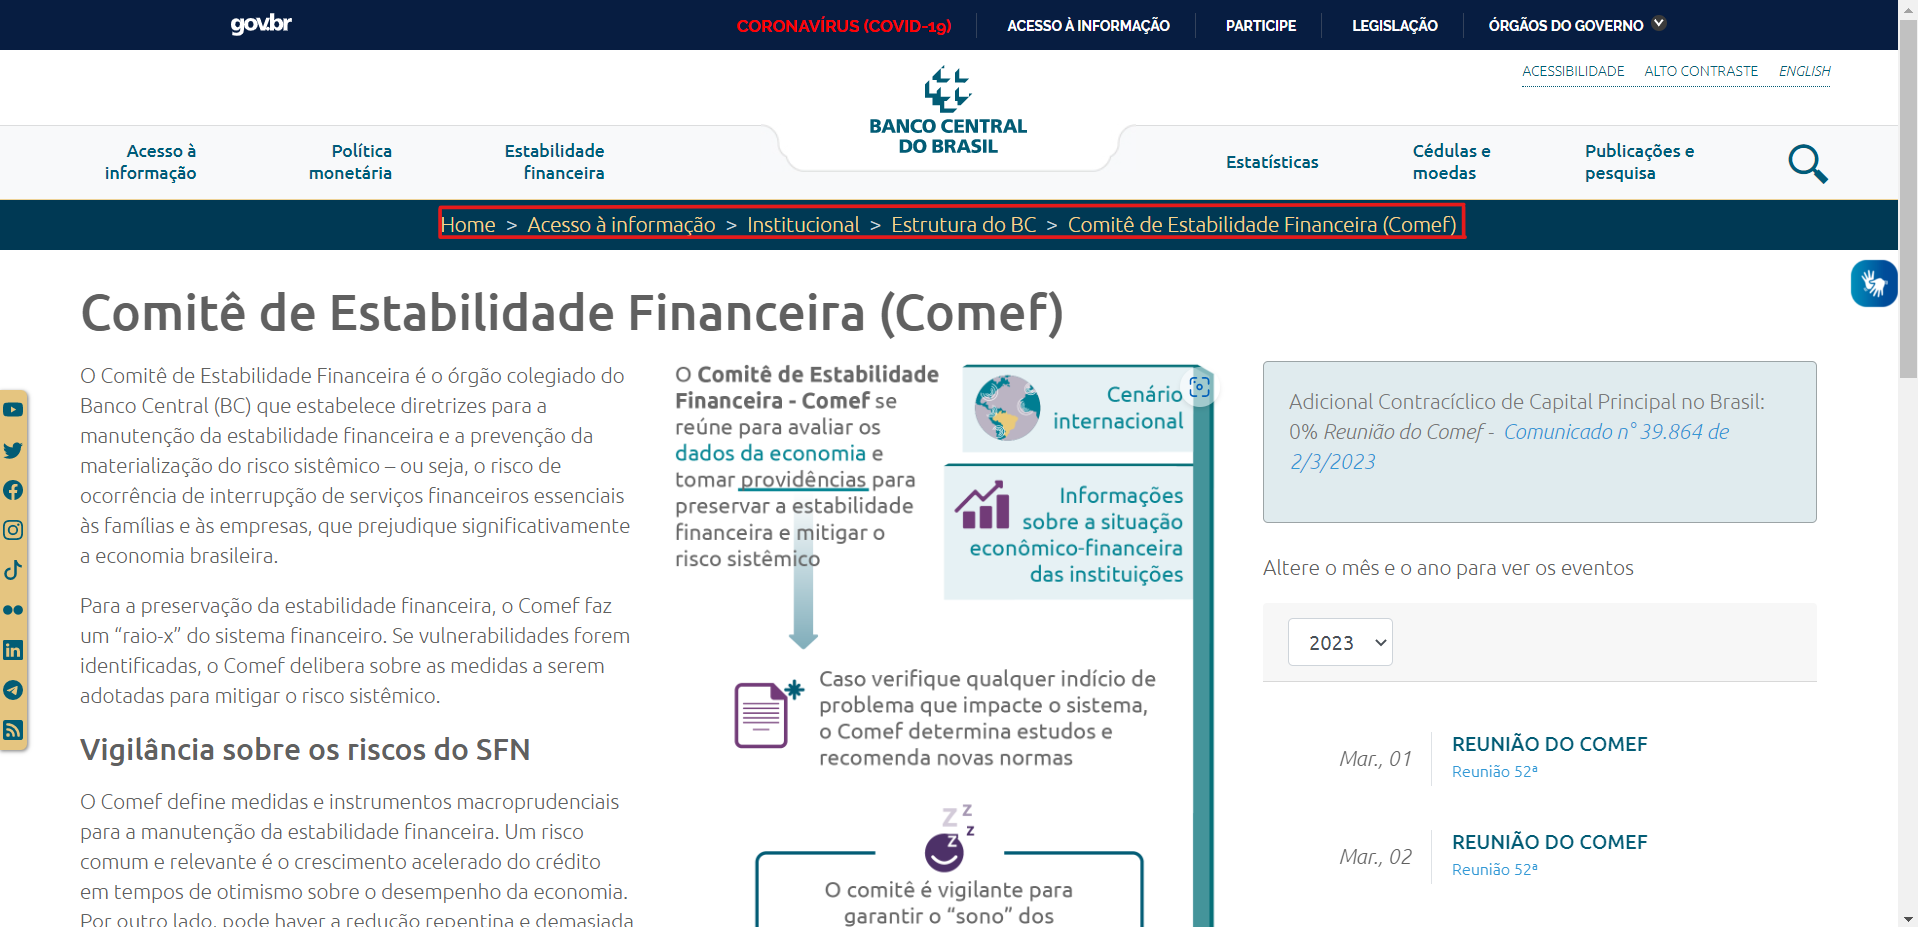 gov.br
CORONAVÍRUS (COVID-19)
ACESSO À INFORMAÇÃO
PARTICIPE
LEGISLAÇÃO
ÓRGÃOS DO GOVERNO
ACESSIBILIDADE
ALTO CONTRASTE
ENGLISH
BANCO CENTRAL
DO BRASIL
Acesso à
informação
Política
monetária
Estabilidade
financeira
Estatísticas
Cédulas e
moedas
Publicações e
pesquisa
Home > Acesso à informação > Institucional > Estrutura do BC > Comitê de Estabilidade Financeira (Comef)
Comitê de Estabilidade Financeira (Comef)
O Comitê de Estabilidade Financeira é o órgão colegiado do
Banco Central (BC) que estabelece diretrizes para a
manutenção da estabilidade financeira e a prevenção da
materialização do risco sistêmico – ou seja, o risco de
ocorrência de interrupção de serviços financeiros essenciais
às famílias e às empresas, que prejudique significativamente
a economia brasileira.
Para a preservação da estabilidade financeira, o Comef faz
um “raio-x” do sistema financeiro. Se vulnerabilidades forem
identificadas, o Comef delibera sobre as medidas a serem
adotadas para mitigar o risco sistêmico.
Vigilância sobre os riscos do SFN
O Comef define medidas e instrumentos macroprudenciais
para a manutenção da estabilidade financeira. Um risco
comum e relevante é o crescimento acelerado do crédito
em tempos de otimismo sobre o desempenho da economia.
Por outro lado, pode haver a redução repentina e demasiada
O Comitê de Estabilidade
Financeira - Comef se
reúne para avaliar os
dados da economia e
tomar providências para
preservar a estabilidade
financeira e mitigar o
risco sistêmico
Cenário
internacional
Informações
sobre a situação
econômico-financeira
das instituições
Caso verifique qualquer indício de
problema que impacte o sistema,
o Comef determina estudos e
recomenda novas normas
z z z z
O comitê é vigilante para
garantir o “sono” dos
Adicional Contracíclico de Capital Principal no Brasil:
0% Reunião do Comef - Comunicado n° 39.864 de
2/3/2023
Altere o mês e o ano para ver os eventos
2023
Mar., 01
REUNIÃO DO COMEF
Reunião 52ª
Mar., 02
REUNIÃO DO COMEF
Reunião 52ª